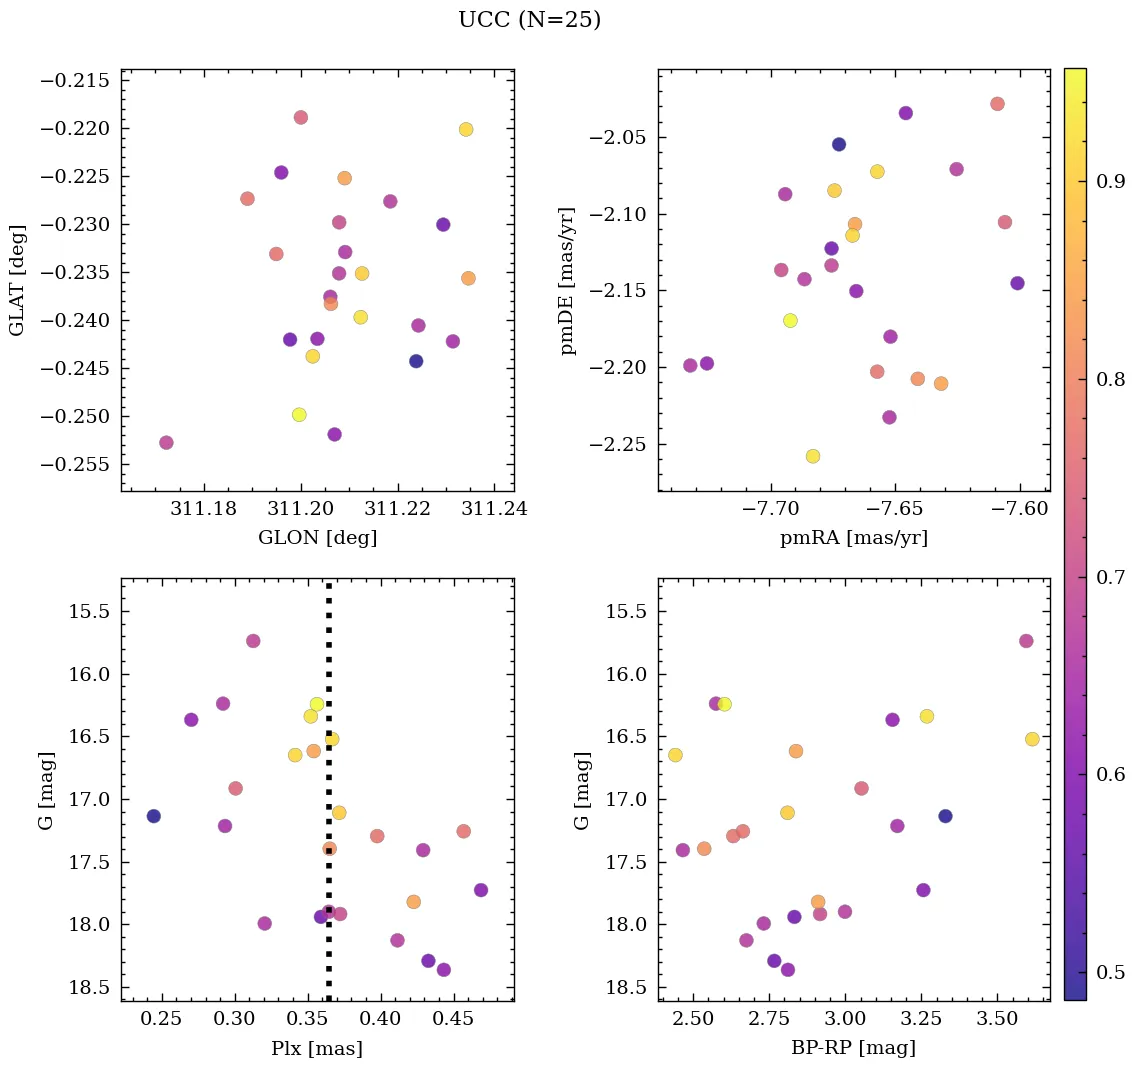 UCC (N=25)
−0.215
−0.220
−0.225
−0.230
−0.235
−0.240
−0.245
−0.250
−0.255
GLAT [deg]
311.18 311.20 311.22 311.24
GLON [deg]
−2.05
−2.10
−2.15
−2.20
−2.25
pmDE [mas/yr]
−7.70 −7.65 −7.60
pmRA [mas/yr]
15.5
16.0
16.5
17.0
17.5
18.0
18.5
G [mag]
0.25 0.30 0.35 0.40 0.45
Plx [mas]
15.5
16.0
16.5
17.0
17.5
18.0
18.5
G [mag]
2.50 2.75 3.00 3.25 3.50
BP-RP [mag]
0.9
0.8
0.7
0.6
0.5